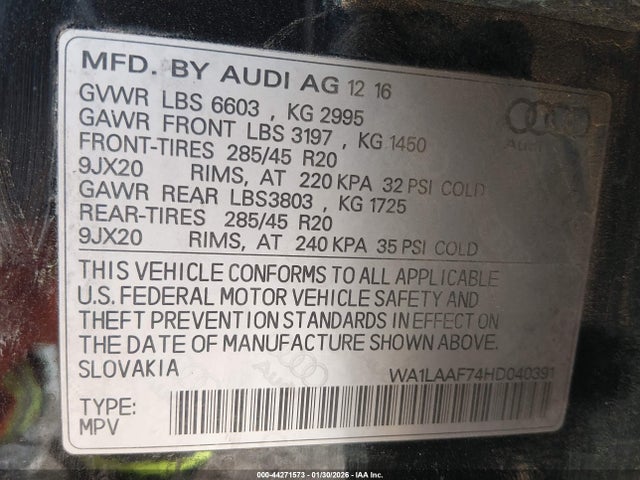 MFD. BY AUDI AG 12 16
GVWR LBS 6603 , KG 2995
GAWR FRONT LBS 3197 , KG 1450
FRONT-TIRES 285/45 R20
9JX20 RIMS, AT 220 KPA 32 PSI COLD
GAWR REAR LBS3803 , KG 1725
REAR-TIRES 285/45 R20
9JX20 RIMS, AT 240 KPA 35 PSI COLD
THIS VEHICLE CONFORMS TO ALL APPLICABLE
U.S. FEDERAL MOTOR VEHICLE SAFETY AND
THEFT PREVENTION STANDARDS IN EFFECT ON
THE DATE OF MANUFACTURE SHOWN ABOVE.
SLOVAKIA WA1LAAF74HD040391
TYPE:
MPV
Audi
000-44271573 | 01/30/2026 | IAA Inc.